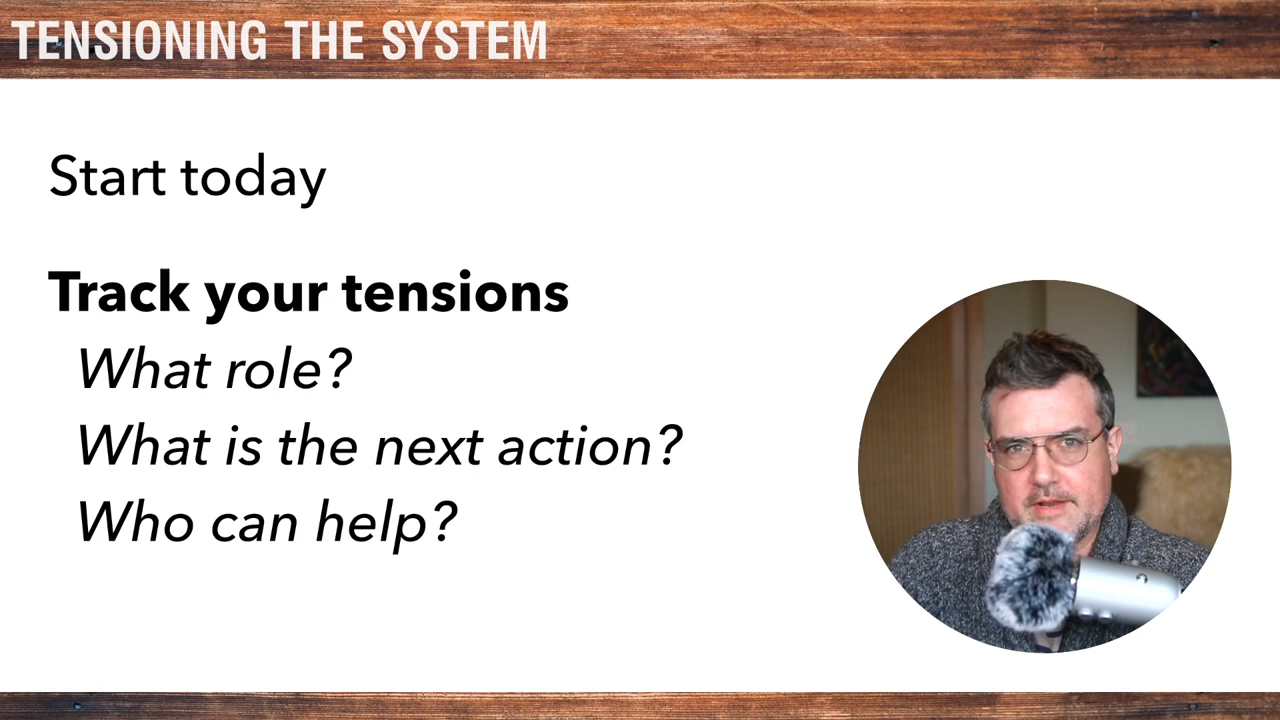 TENSIONING THE SYSTEM
Start today
Track your tensions
What role?
What is the next action?
Who can help?